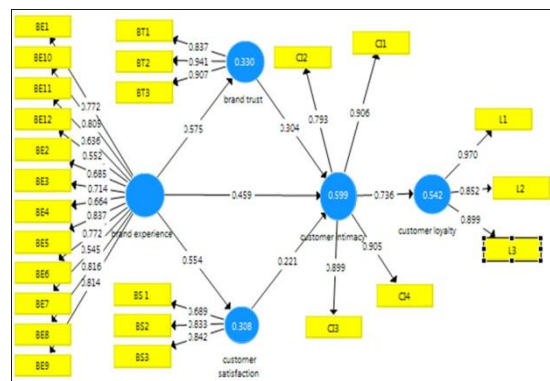 BE1
BE10
BE11
BE12
BE2
BE3
BE4
BE5
BE6
BE7
BE8
BE9
0.772
0.809
0.636
0.552
0.685
0.714
0.664
0.837
0.772
0.545
0.816
0.814
brand experience
BT1
BT2
BT3
0.837
0.941
0.907
0.330
brand trust
0.575
0.304
0.459
0.554
0.221
BS 1
BS2
BS3
0.689
0.833
0.842
0.308
customer
satisfaction
CI2
CI1
0.793
0.906
0.599
customer intimacy
0.899
0.905
CI3
CI4
0.736
0.542
customer loyalty
0.970
0.852
0.899
L1
L2
L3